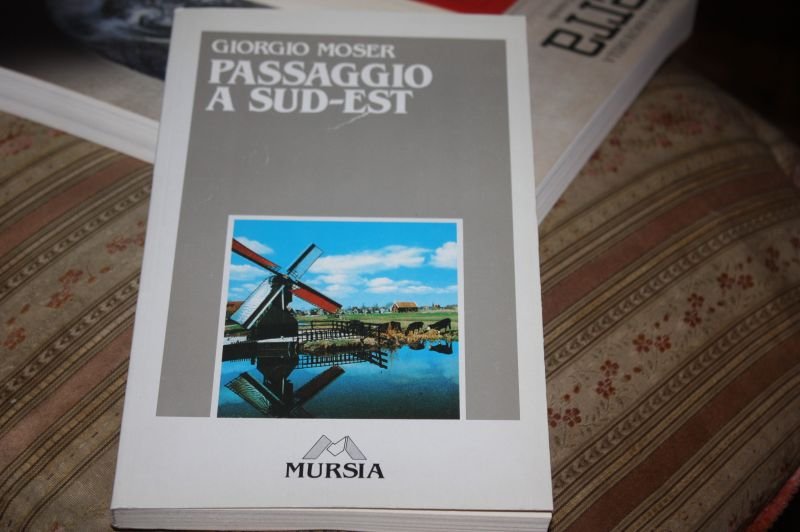 GIORGIO MOSER
PASSAGGIO
A SUD-EST
MURSIA